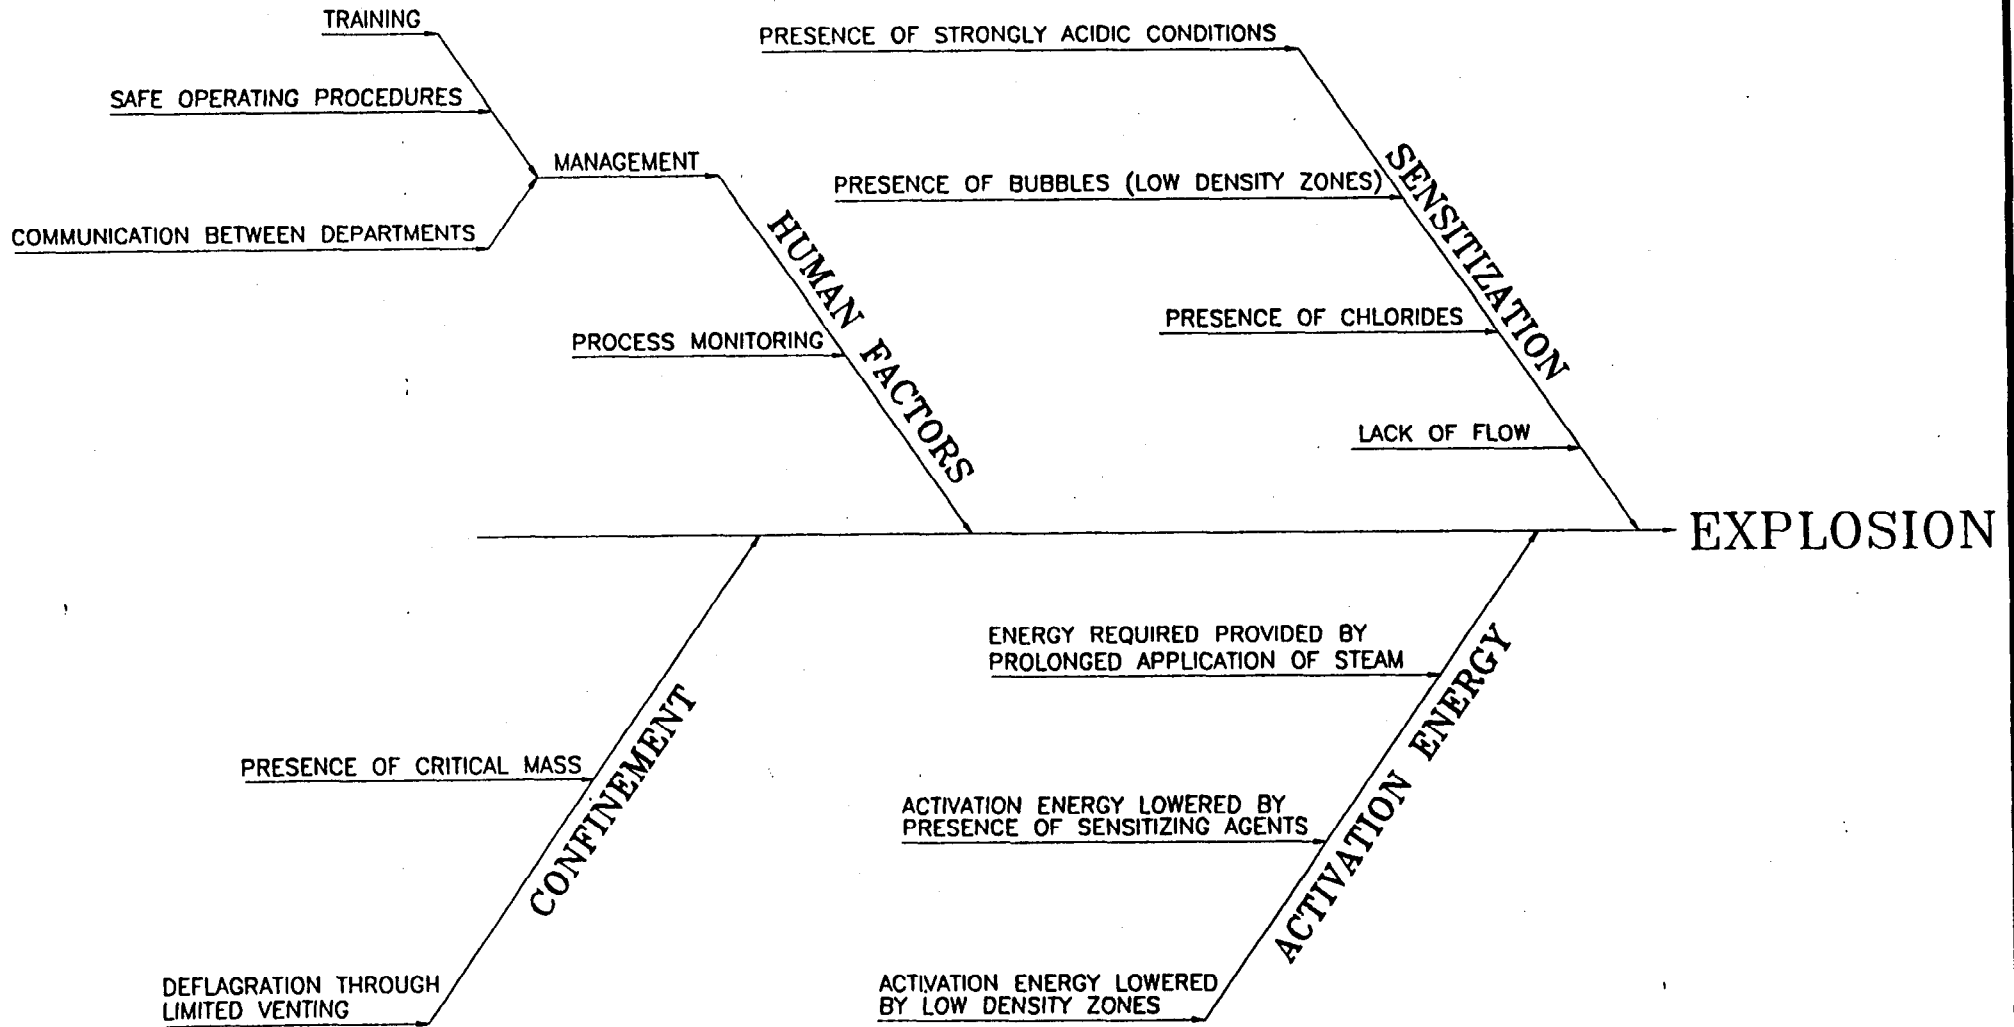 TRAINING
SAFE OPERATING PROCEDURES
MANAGEMENT
COMMUNICATION BETWEEN DEPARTMENTS
HUMAN FACTORS
PROCESS MONITORING
PRESENCE OF STRONGLY ACIDIC CONDITIONS
PRESENCE OF BUBBLES (LOW DENSITY ZONES)
SENSITIZATION
PRESENCE OF CHLORIDES
LACK OF FLOW
EXPLOSION
PRESENCE OF CRITICAL MASS
CONFINEMENT
DEFLAGRATION THROUGH
LIMITED VENTING
ENERGY REQUIRED PROVIDED BY
PROLONGED APPLICATION OF STEAM
ACTIVATION ENERGY LOWERED BY
PRESENCE OF SENSITIZING AGENTS
ACTIVATION ENERGY
ACTIVATION ENERGY LOWERED
BY LOW DENSITY ZONES